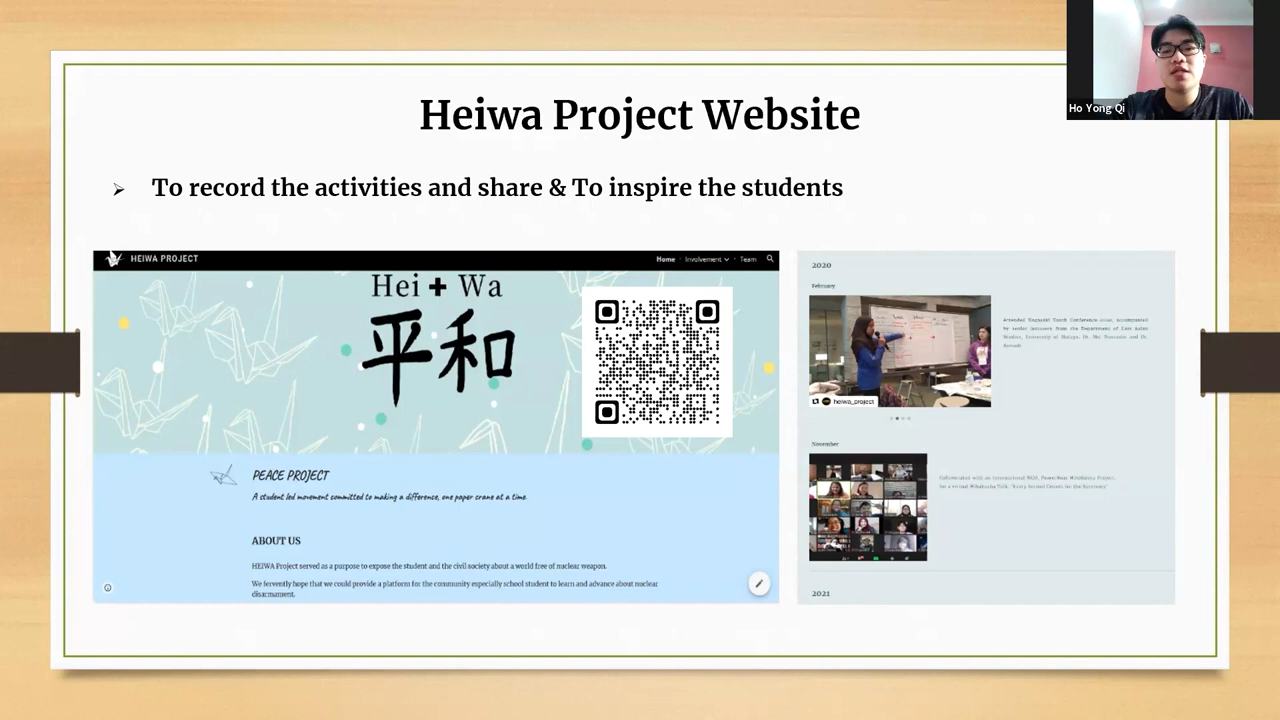 Ho Yong Qi
Heiwa Project Website
To record the activities and share & To inspire the students
HEIWA PROJECT
Home
Involvement
Team
Hei + Wa
平和
PEACE PROJECT
A student led movement committed to making a difference, one paper crane at a time.
ABOUT US
HEIWA Project served as a purpose to expose the student and the civil society about a world free of nuclear weapon.
We fervently hope that we could provide a platform for the community especially school student to learn and advance about nuclear
disarmament.
2020
February
heiwa_project
November
2021